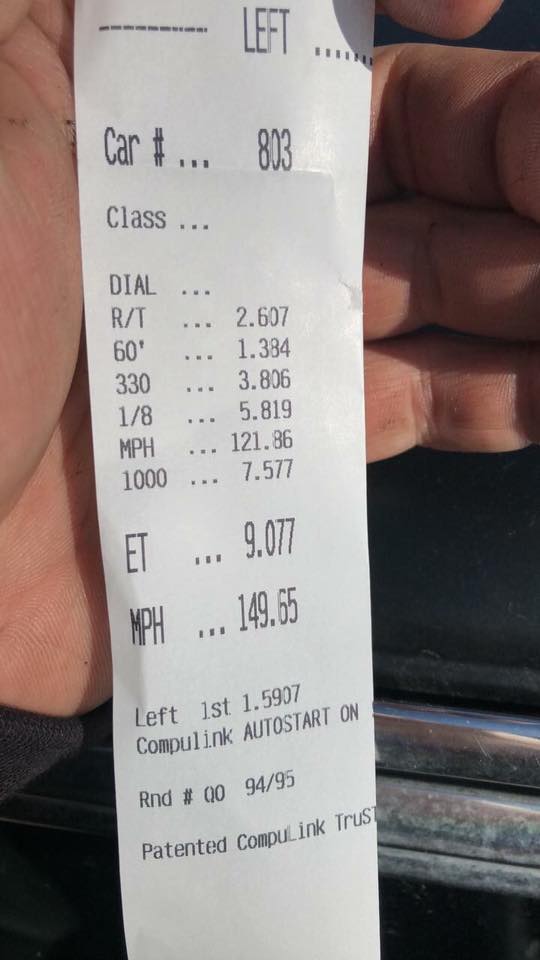 ---------- LEFT .......
Car # ... 803
Class ...
DIAL ...
R/T ... 2.607
60' ... 1.384
330 ... 3.806
1/8 ... 5.819
MPH ... 121.86
1000 ... 7.577
ET ... 9.077
MPH ... 149.65
Left 1st 1.5907
Compulink AUTOSTART ON
Rnd # Q0 94/95
Patented CompuLink TruST